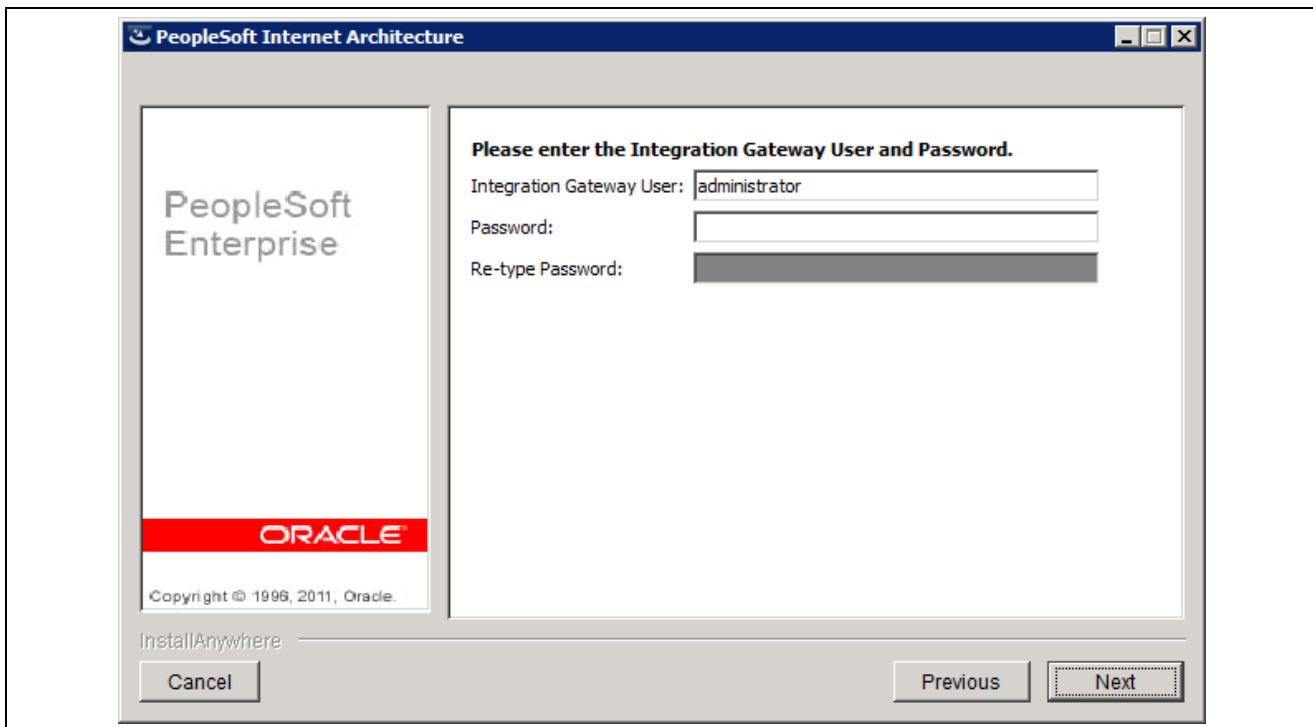 PeopleSoft Internet Architecture
PeopleSoft
Enterprise
ORACLE
Copyright © 1996, 2011, Oracle.
Please enter the Integration Gateway User and Password.
Integration Gateway User: administrator
Password:
Re-type Password:
InstallAnywhere
Cancel
Previous
Next